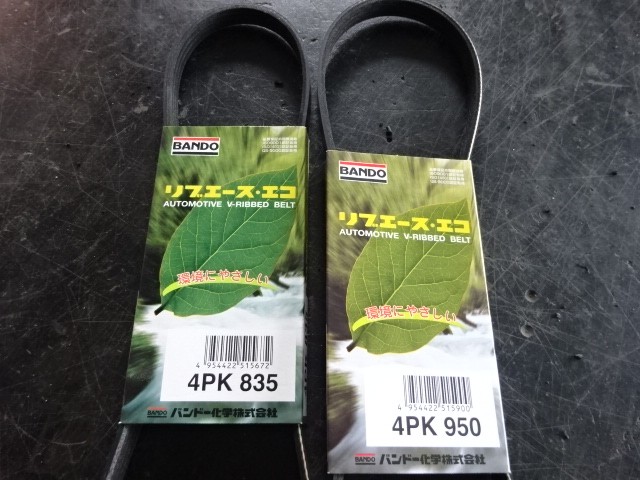 BANDO
リブエース・エコ
AUTOMOTIVE V-RIBBED BELT
環境にやさしい
4 954422 515672
4PK 835
BANDO バンドー化学株式会社
BANDO
リブエース・エコ
AUTOMOTIVE V-RIBBED BELT
環境にやさしい
4 954422 515900
4PK 950
BANDO バンドー化学株式会社